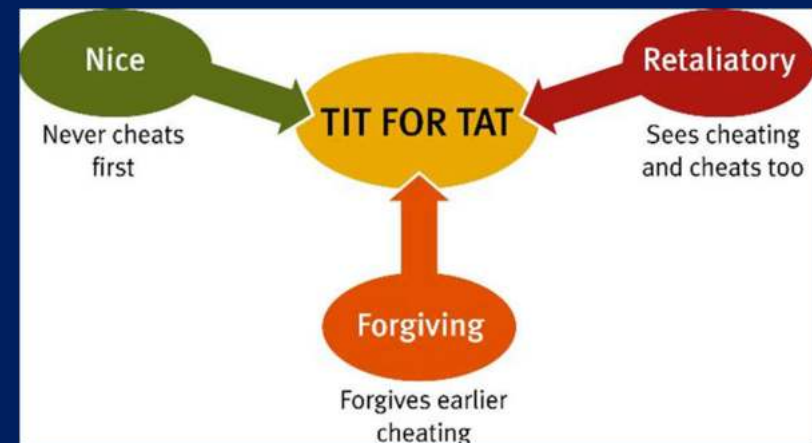 Nice
Never cheats
first
TIT FOR TAT
Retaliatory
Sees cheating
and cheats too
Forgiving
Forgives earlier
cheating